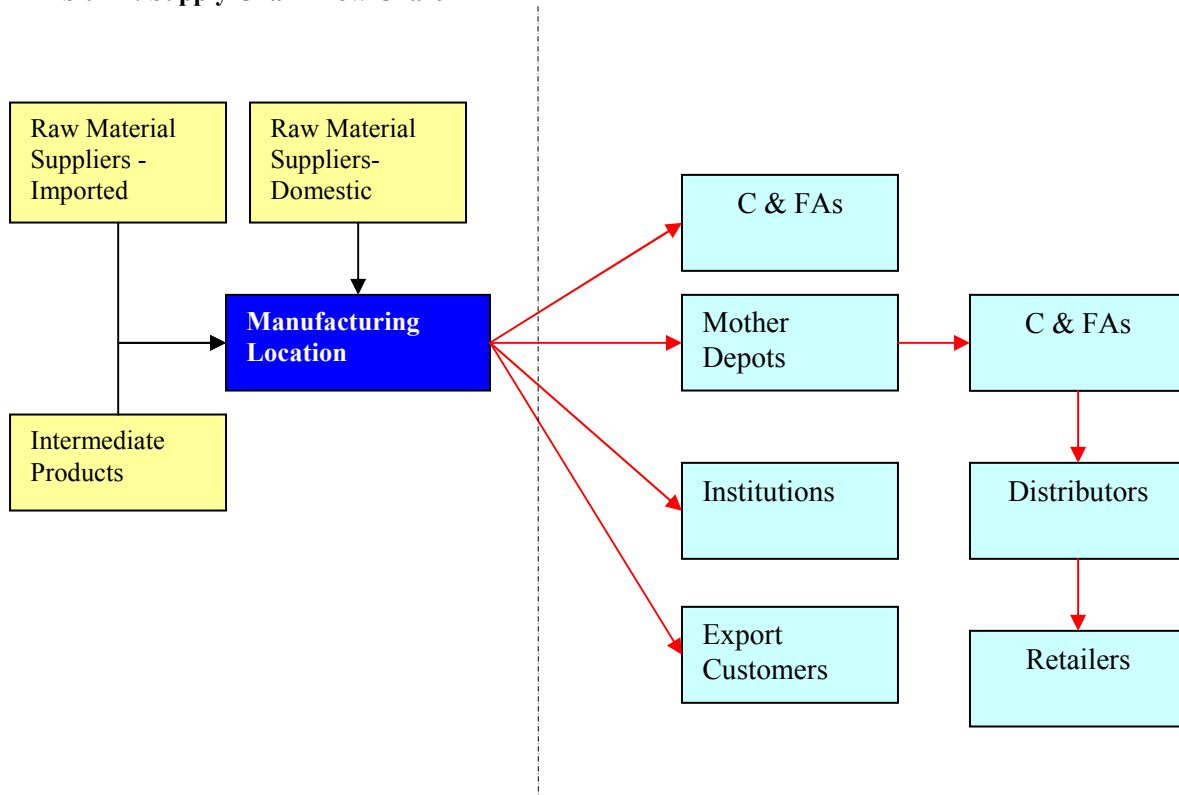 Raw Material
Suppliers -
Imported
Raw Material
Suppliers-
Domestic
Manufacturing
Location
Intermediate
Products
C & FAs
Mother
Depots
C & FAs
Institutions
Distributors
Export
Customers
Retailers